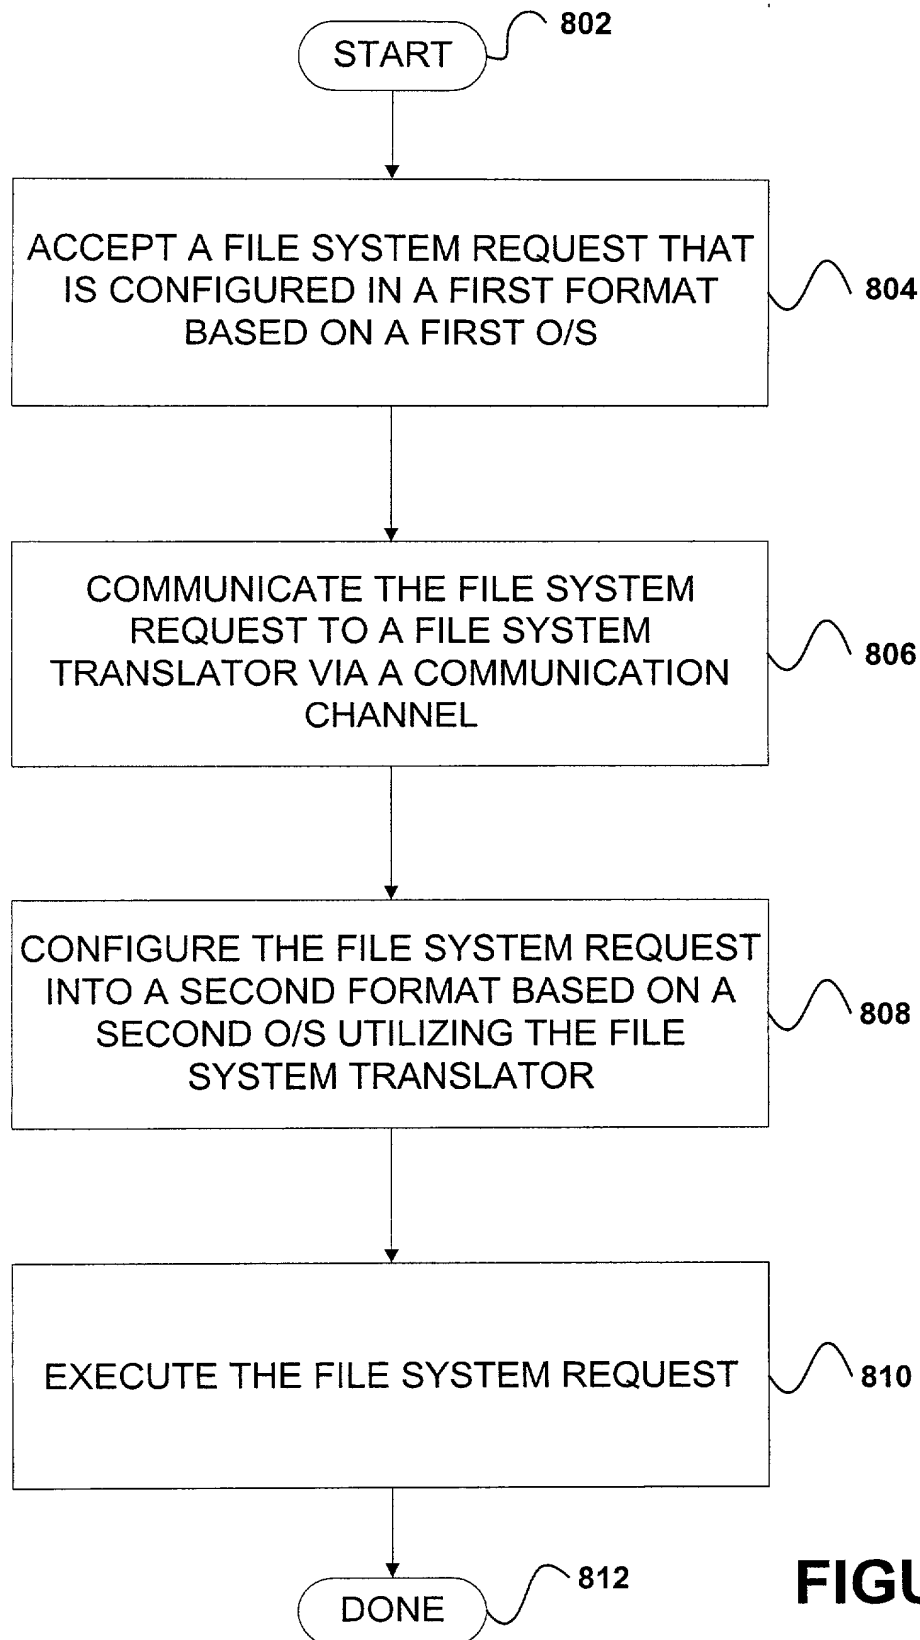 802
START
ACCEPT A FILE SYSTEM REQUEST THAT
IS CONFIGURED IN A FIRST FORMAT
BASED ON A FIRST O/S
804
COMMUNICATE THE FILE SYSTEM
REQUEST TO A FILE SYSTEM
TRANSLATOR VIA A COMMUNICATION
CHANNEL
806
CONFIGURE THE FILE SYSTEM REQUEST
INTO A SECOND FORMAT BASED ON A
SECOND O/S UTILIZING THE FILE
SYSTEM TRANSLATOR
808
EXECUTE THE FILE SYSTEM REQUEST
810
812
DONE